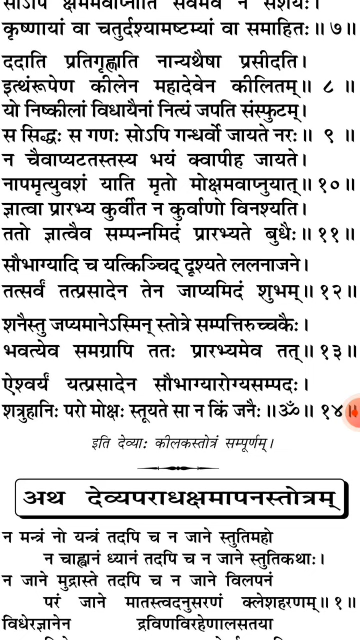 सोऽपि क्षेममवाप्नोति सर्वमेव न संशयः।
कृष्णायां वा चतुर्दश्यामष्टम्यां वा समाहितः॥ ७॥
ददाति प्रतिगृह्णाति नान्यथैषा प्रसीदति।
इत्थंरूपेण कीलेन महादेवेन कीलितम्॥ ८ ॥
यो निष्कीलां विधायैनां नित्यं जपति संस्फुटम्।
स सिद्धः स गणः सोऽपि गन्धर्वो जायते नरः॥ ९ ॥
न चैवाप्यटतस्तस्य भयं क्वापीह जायते।
नापमृत्युवशं याति मृतो मोक्षमवाप्नुयात्॥ १०॥
ज्ञात्वा प्रारभ्य कुर्वीत न कुर्वाणो विनश्यति।
ततो ज्ञात्वैव सम्पन्नमिदं प्रारभ्यते बुधैः॥ ११॥
सौभाग्यादि च यत्किञ्चिद् दृश्यते ललनाजने।
तत्सर्वं तत्प्रसादेन तेन जाप्यमिदं शुभम्॥ १२॥
शनैस्तु जप्यमानेऽस्मिन् स्तोत्रे सम्पत्तिरुच्चकैः।
भवत्येव समग्रापि ततः प्रारभ्यमेव तत्॥ १३॥
ऐश्वर्यं यत्प्रसादेन सौभाग्यारोग्यसम्पदः।
शत्रुहानिः परो मोक्षः स्तूयते सा न किं जनैः॥ॐ॥ १४॥
इति देव्याः कीलकस्तोत्रं सम्पूर्णम्।
अथ देव्यपराधक्षमापनस्तोत्रम्
न मन्त्रं नो यन्त्रं तदपि च न जाने स्तुतिमहो
न चाह्वानं ध्यानं तदपि च न जाने स्तुतिकथाः।
न जाने मुद्रास्ते तदपि च न जाने विलपनं
परं जाने मातस्त्वदनुसरणं क्लेशहरणम्॥ १॥
विधेरज्ञानेन द्रविणविरहेणालसतया